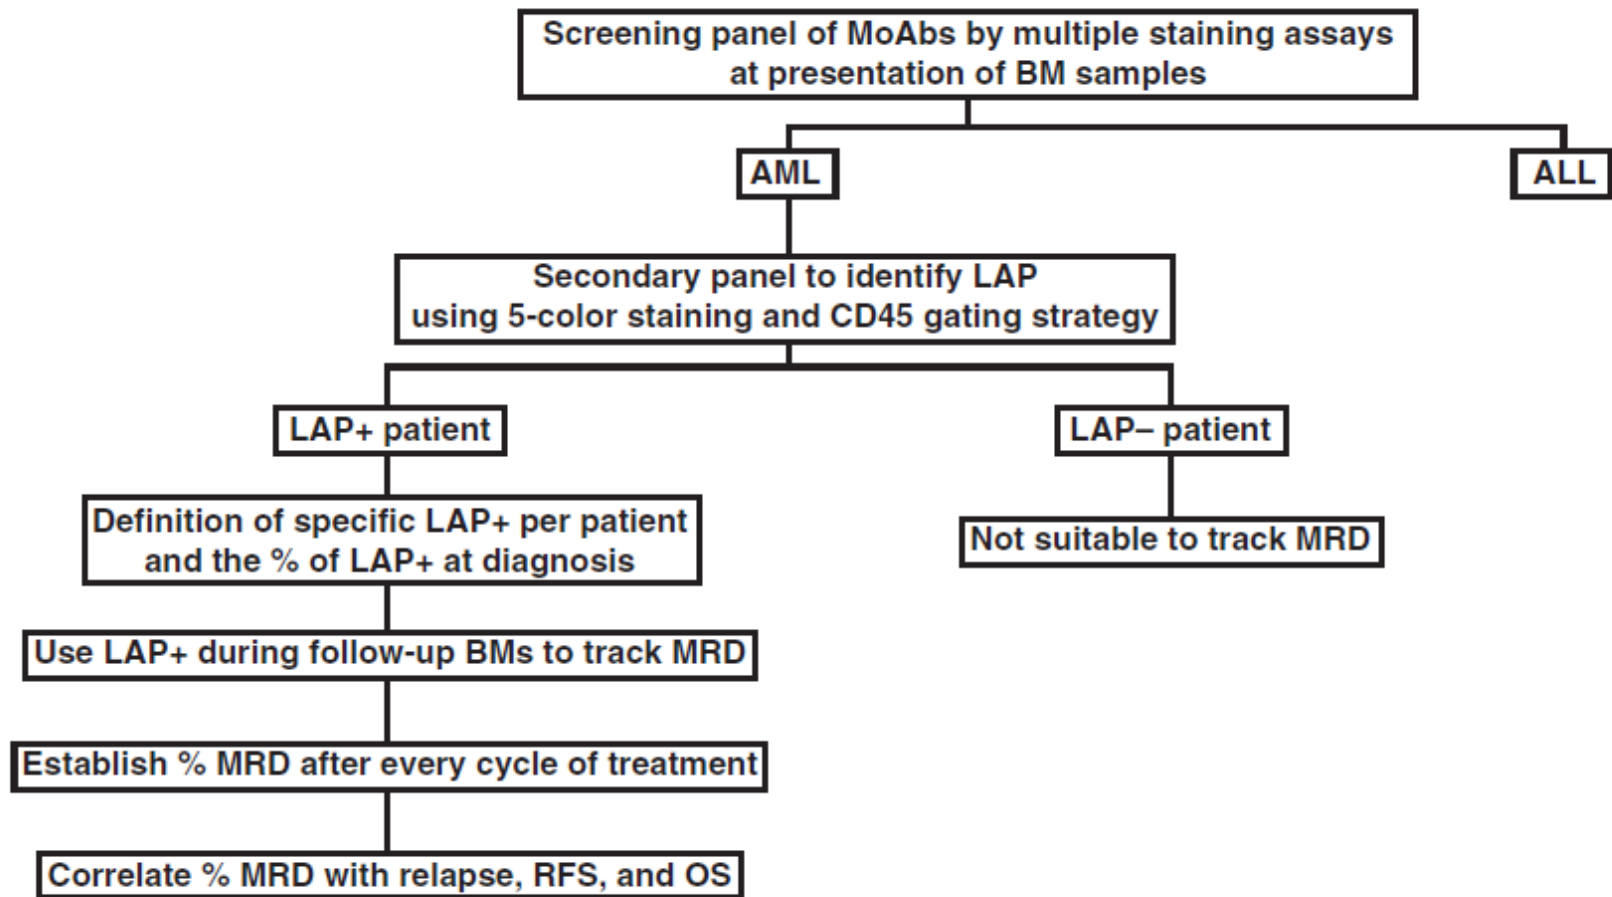 Screening panel of MoAbs by multiple staining assays
at presentation of BM samples
AML
ALL
Secondary panel to identify LAP
using 5-color staining and CD45 gating strategy
LAP+ patient
LAP– patient
Definition of specific LAP+ per patient
and the % of LAP+ at diagnosis
Not suitable to track MRD
Use LAP+ during follow-up BMs to track MRD
Establish % MRD after every cycle of treatment
Correlate % MRD with relapse, RFS, and OS